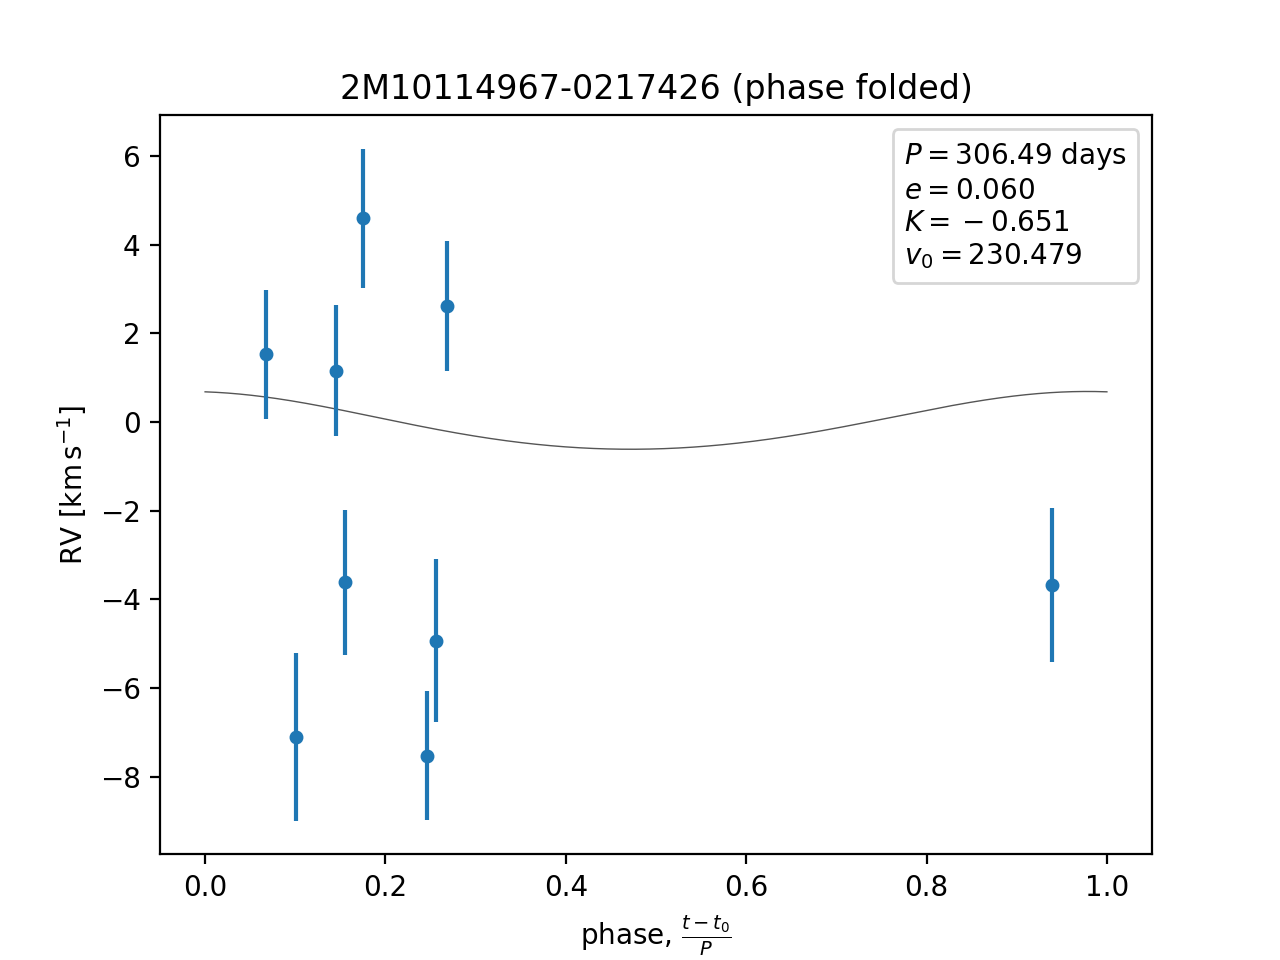 2M10114967-0217426 (phase folded)
P = 306.49 days
e = 0.060
K = −0.651
v₀ = 230.479
6
4
2
0
−2
−4
−6
−8
RV [km s⁻¹]
0.0 0.2 0.4 0.6 0.8 1.0
phase, (t − t₀)/P